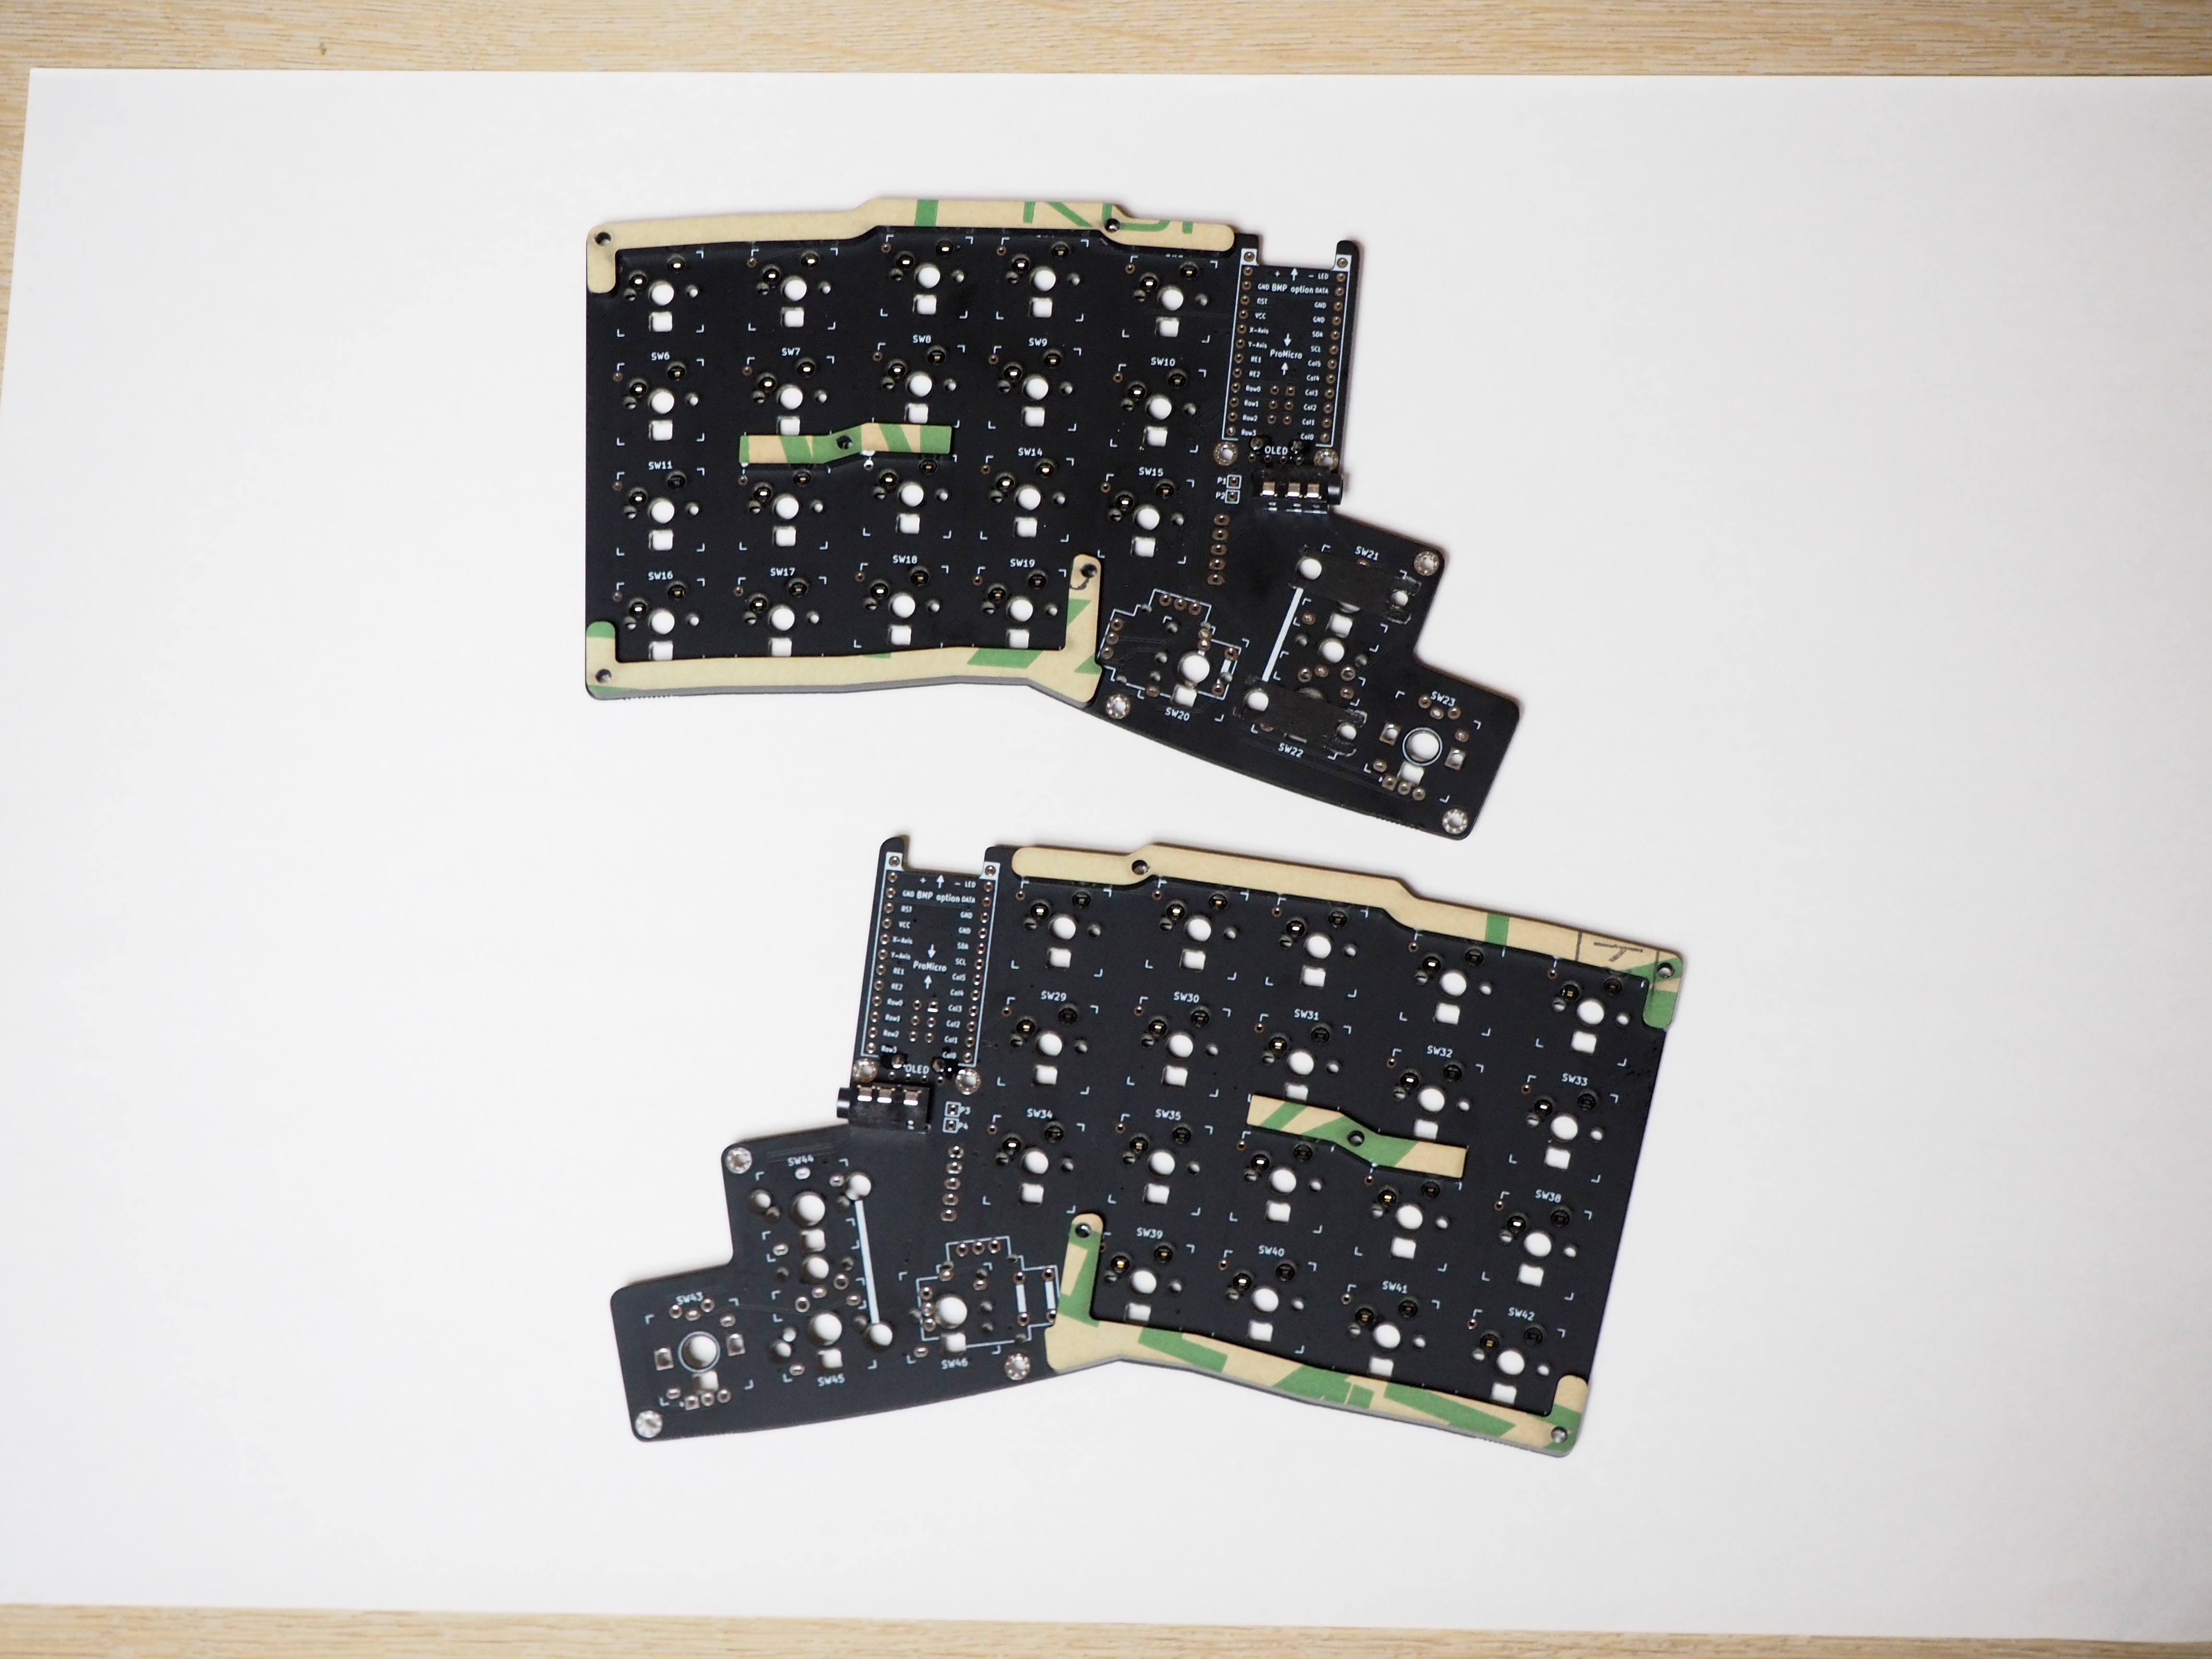 + - LED
GND BMP option DATA
RST GND
VCC GND
X-Axis SDA
Y-Axis SCL
ProMicro
RE1 Col5
RE2 Col4
Row0 Col3
Row1 Col2
Row2 Col1
Row3 Col0
OLED
P1
P2
SW6 SW7 SW8 SW9 SW10
SW11 SW14 SW15
SW16 SW17 SW18 SW19
SW20
SW21
SW22
SW23
+ - LED
GND BMP option DATA
RST GND
VCC GND
X-Axis SDA
Y-Axis SCL
ProMicro
RE1 Col5
RE2 Col4
Row0 Col3
Row1 Col2
Row2 Col1
Row3 Col0
OLED
P3
P4
SW29 SW30 SW31 SW32 SW33
SW34 SW35 SW38
SW39 SW40 SW41 SW42
SW44
SW43
SW45
SW46